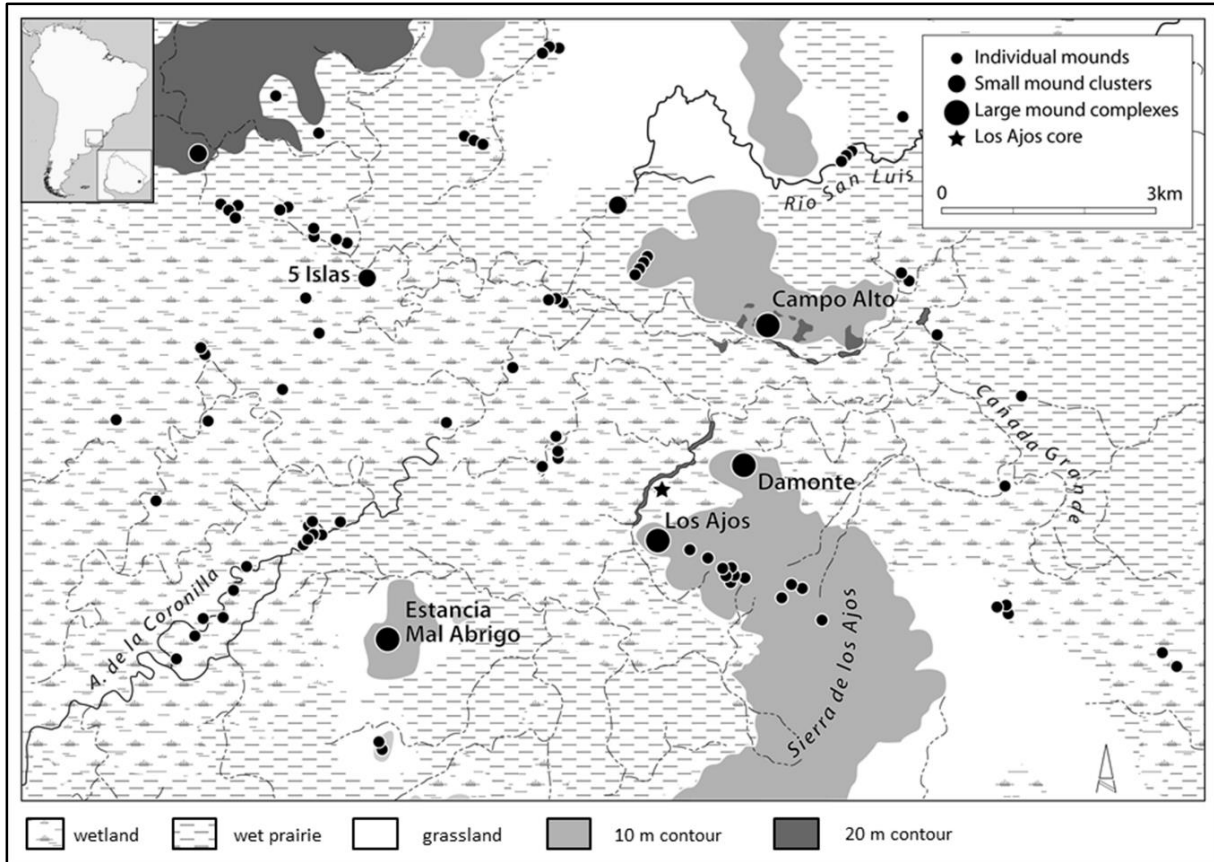 Individual mounds
Small mound clusters
Large mound complexes
Los Ajos core
0
3km
Rio San Luis
5 Islas
Campo Alto
Cañada Grande
Damonte
Los Ajos
A. de la Coronilla
Estancia
Mal Abrigo
Sierra de los Ajos
wetland
wet prairie
grassland
10 m contour
20 m contour